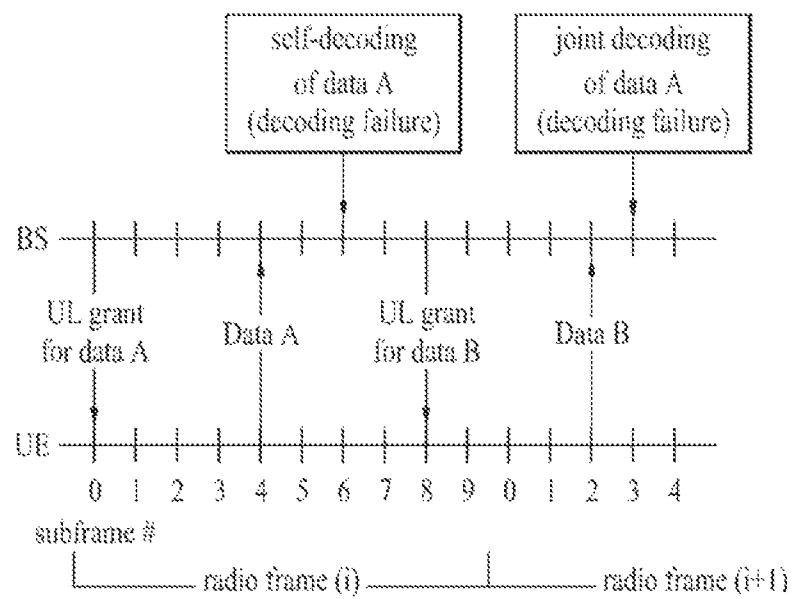 self-decoding
of data A
(decoding failure)
joint decoding
of data A
(decoding failure)
BS
UL grant
for data A
Data A
UL grant
for data B
Data B
UE
0 1 2 3 4 5 6 7 8 9 0 1 2 3 4
subframe #
radio frame (i) radio frame (i+1)